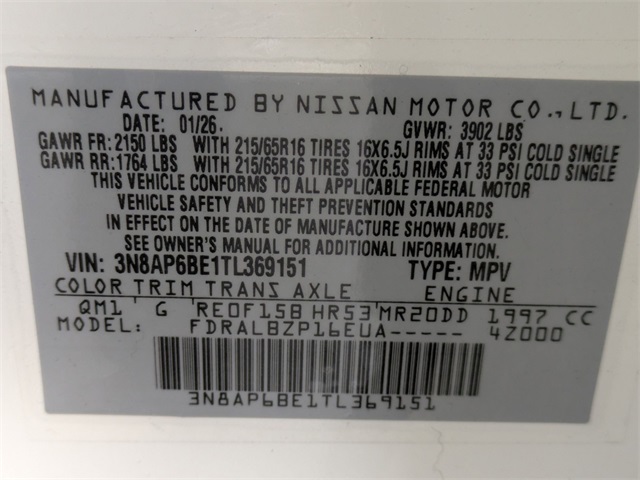 MANUFACTURED BY NISSAN MOTOR CO.,LTD.
DATE: 01/26. GVWR: 3902 LBS
GAWR FR: 2150 LBS WITH 215/65R16 TIRES 16X6.5J RIMS AT 33 PSI COLD SINGLE
GAWR RR: 1764 LBS WITH 215/65R16 TIRES 16X6.5J RIMS AT 33 PSI COLD SINGLE
THIS VEHICLE CONFORMS TO ALL APPLICABLE FEDERAL MOTOR
VEHICLE SAFETY AND THEFT PREVENTION STANDARDS
IN EFFECT ON THE DATE OF MANUFACTURE SHOWN ABOVE.
SEE OWNER'S MANUAL FOR ADDITIONAL INFORMATION.
VIN: 3N8AP6BE1TL369151 TYPE: MPV
COLOR TRIM TRANS AXLE ENGINE
QM1 G RE0F15B HR53 MR20DD 1997 CC
MODEL: FDRALBZP16EUA----- 4Z000
3N8AP6BE1TL369151